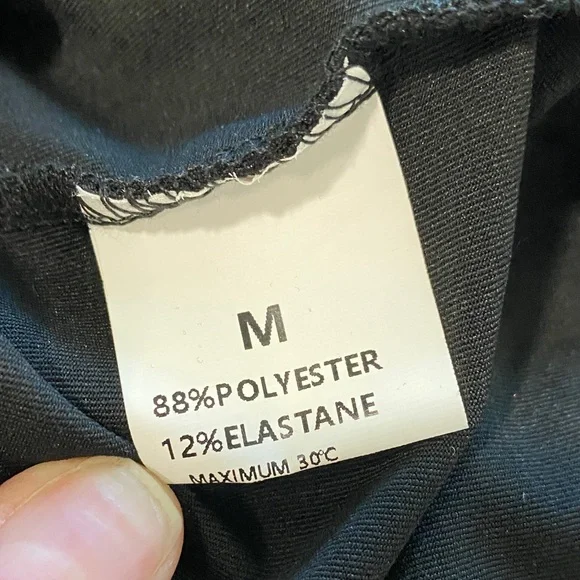 M
88%POLYESTER
12%ELASTANE
MAXIMUM 30℃